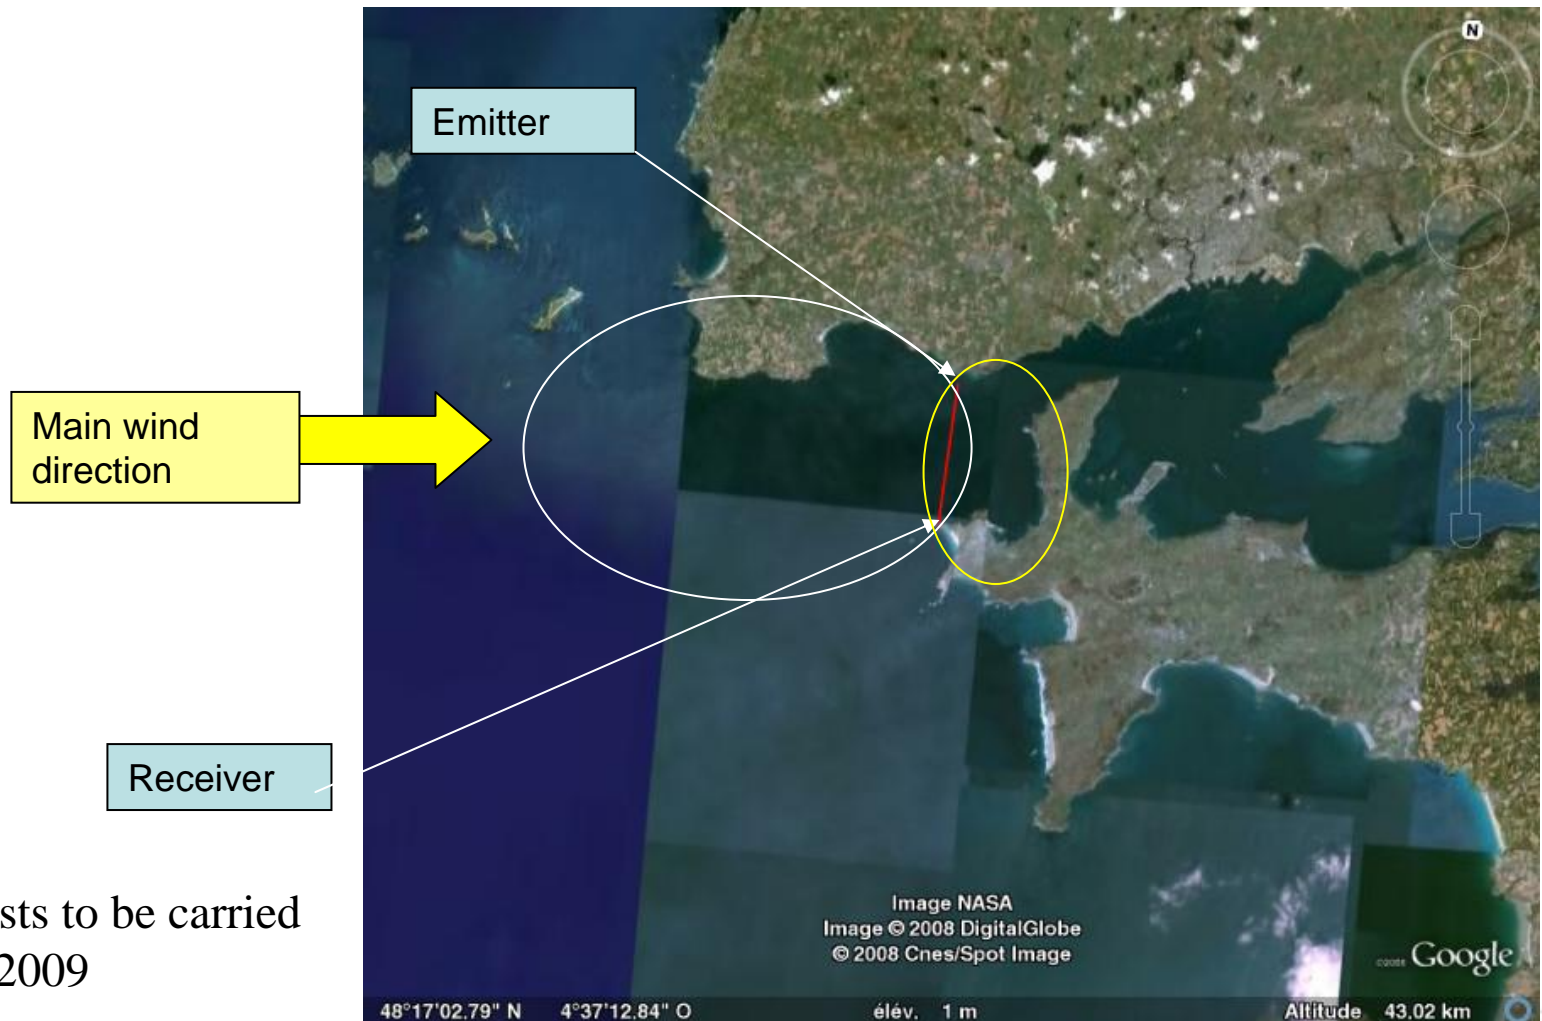 N
Emitter
Main wind
direction
Receiver
sts to be carried
2009
Image NASA
Image © 2008 DigitalGlobe
© 2008 Cnes/Spot Image
©2008 Google
48°17'02.79" N 4°37'12.84" O élév. 1 m Altitude 43.02 km